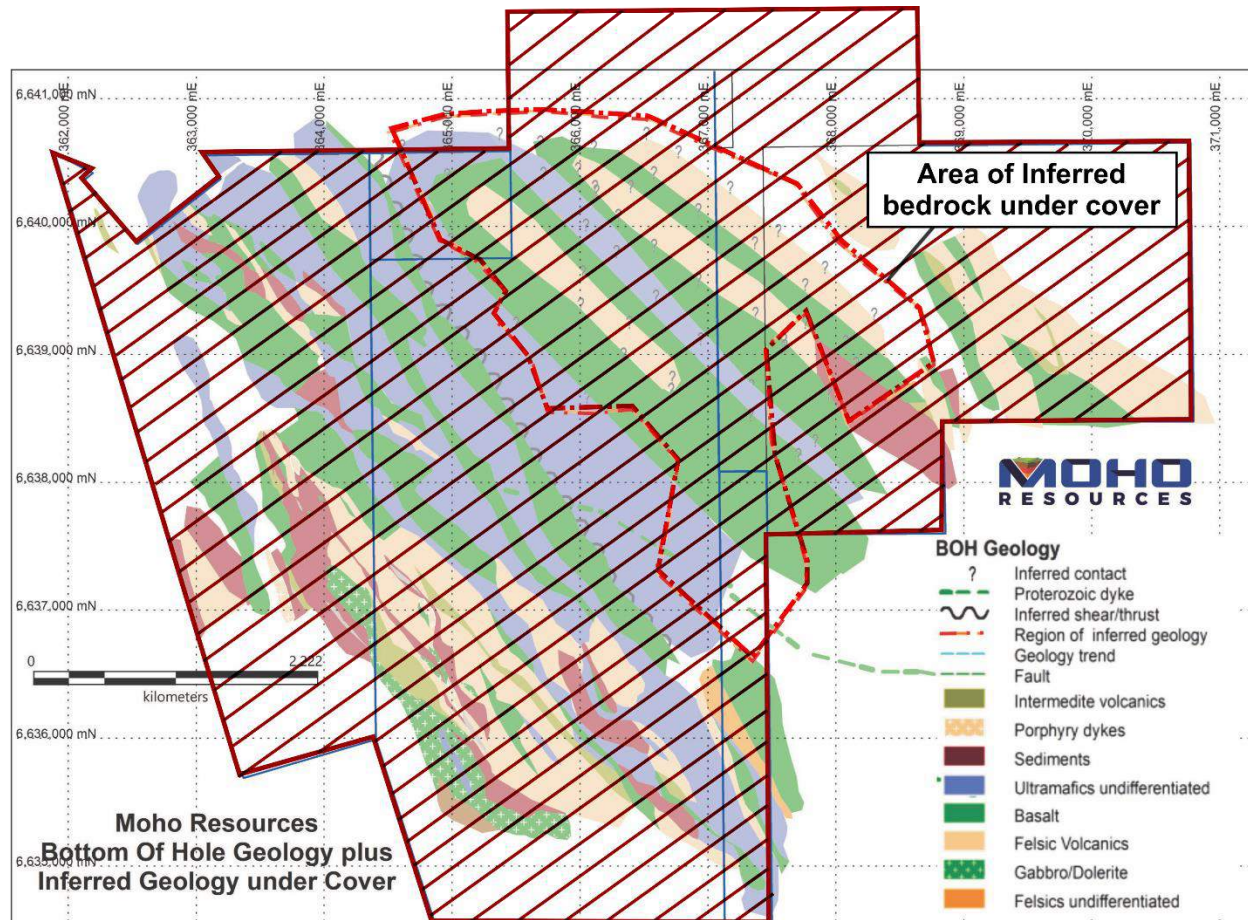 6,641,000 mN
362,000 mE
363,000 mE
364,000 mE
365,000 mE
366,000 mE
367,000 mE
368,000 mE
369,000 mE
370,000 mE
371,000 mE
Area of Inferred
bedrock under cover
6,640,000 mN
6,639,000 mN
6,638,000 mN
MOHO
RESOURCES
BOH Geology
? Inferred contact
Proterozoic dyke
Inferred shear/thrust
Region of inferred geology
Geology trend
Fault
Intermedite volcanics
Porphyry dykes
Sediments
Ultramafics undifferentiated
Basalt
Felsic Volcanics
Gabbro/Dolerite
Felsics undifferentiated
6,637,000 mN
0 2.222
kilometers
6,636,000 mN
Moho Resources
Bottom Of Hole Geology plus
Inferred Geology under Cover
6,635,000 mN